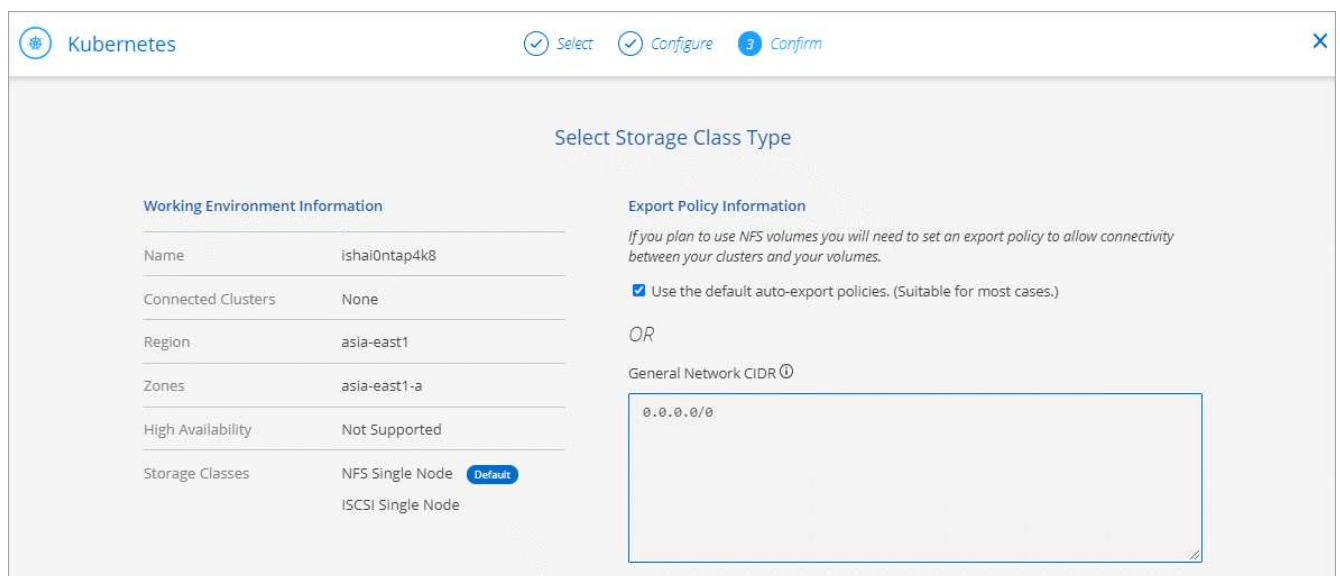 Kubernetes
Select
Configure
3 Confirm
Select Storage Class Type
Working Environment Information
Name ishai0ntap4k8
Connected Clusters None
Region asia-east1
Zones asia-east1-a
High Availability Not Supported
Storage Classes NFS Single Node Default
ISCSI Single Node
Export Policy Information
If you plan to use NFS volumes you will need to set an export policy to allow connectivity
between your clusters and your volumes.
Use the default auto-export policies. (Suitable for most cases.)
OR
General Network CIDR
0.0.0.0/0